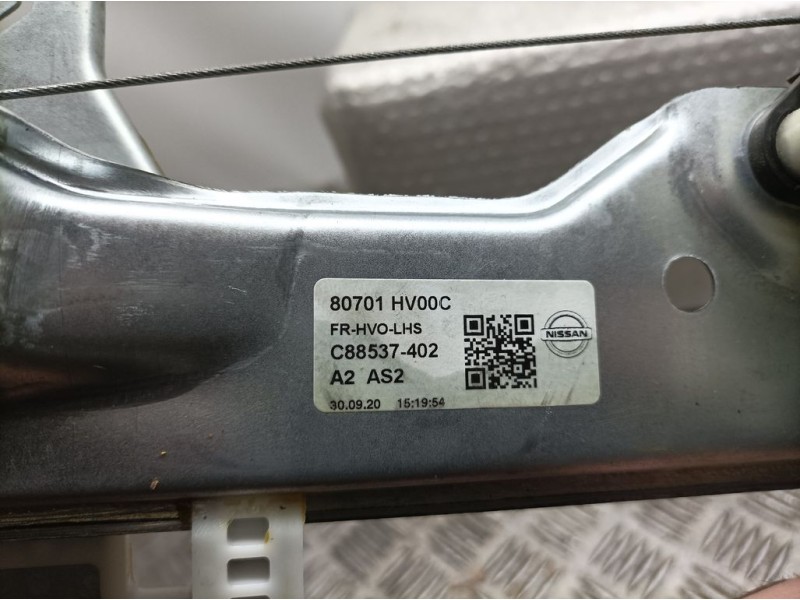 80701 HV00C
FR-HVO-LHS
C88537-402
A2 AS2
30.09.20 15:19:54
NISSAN